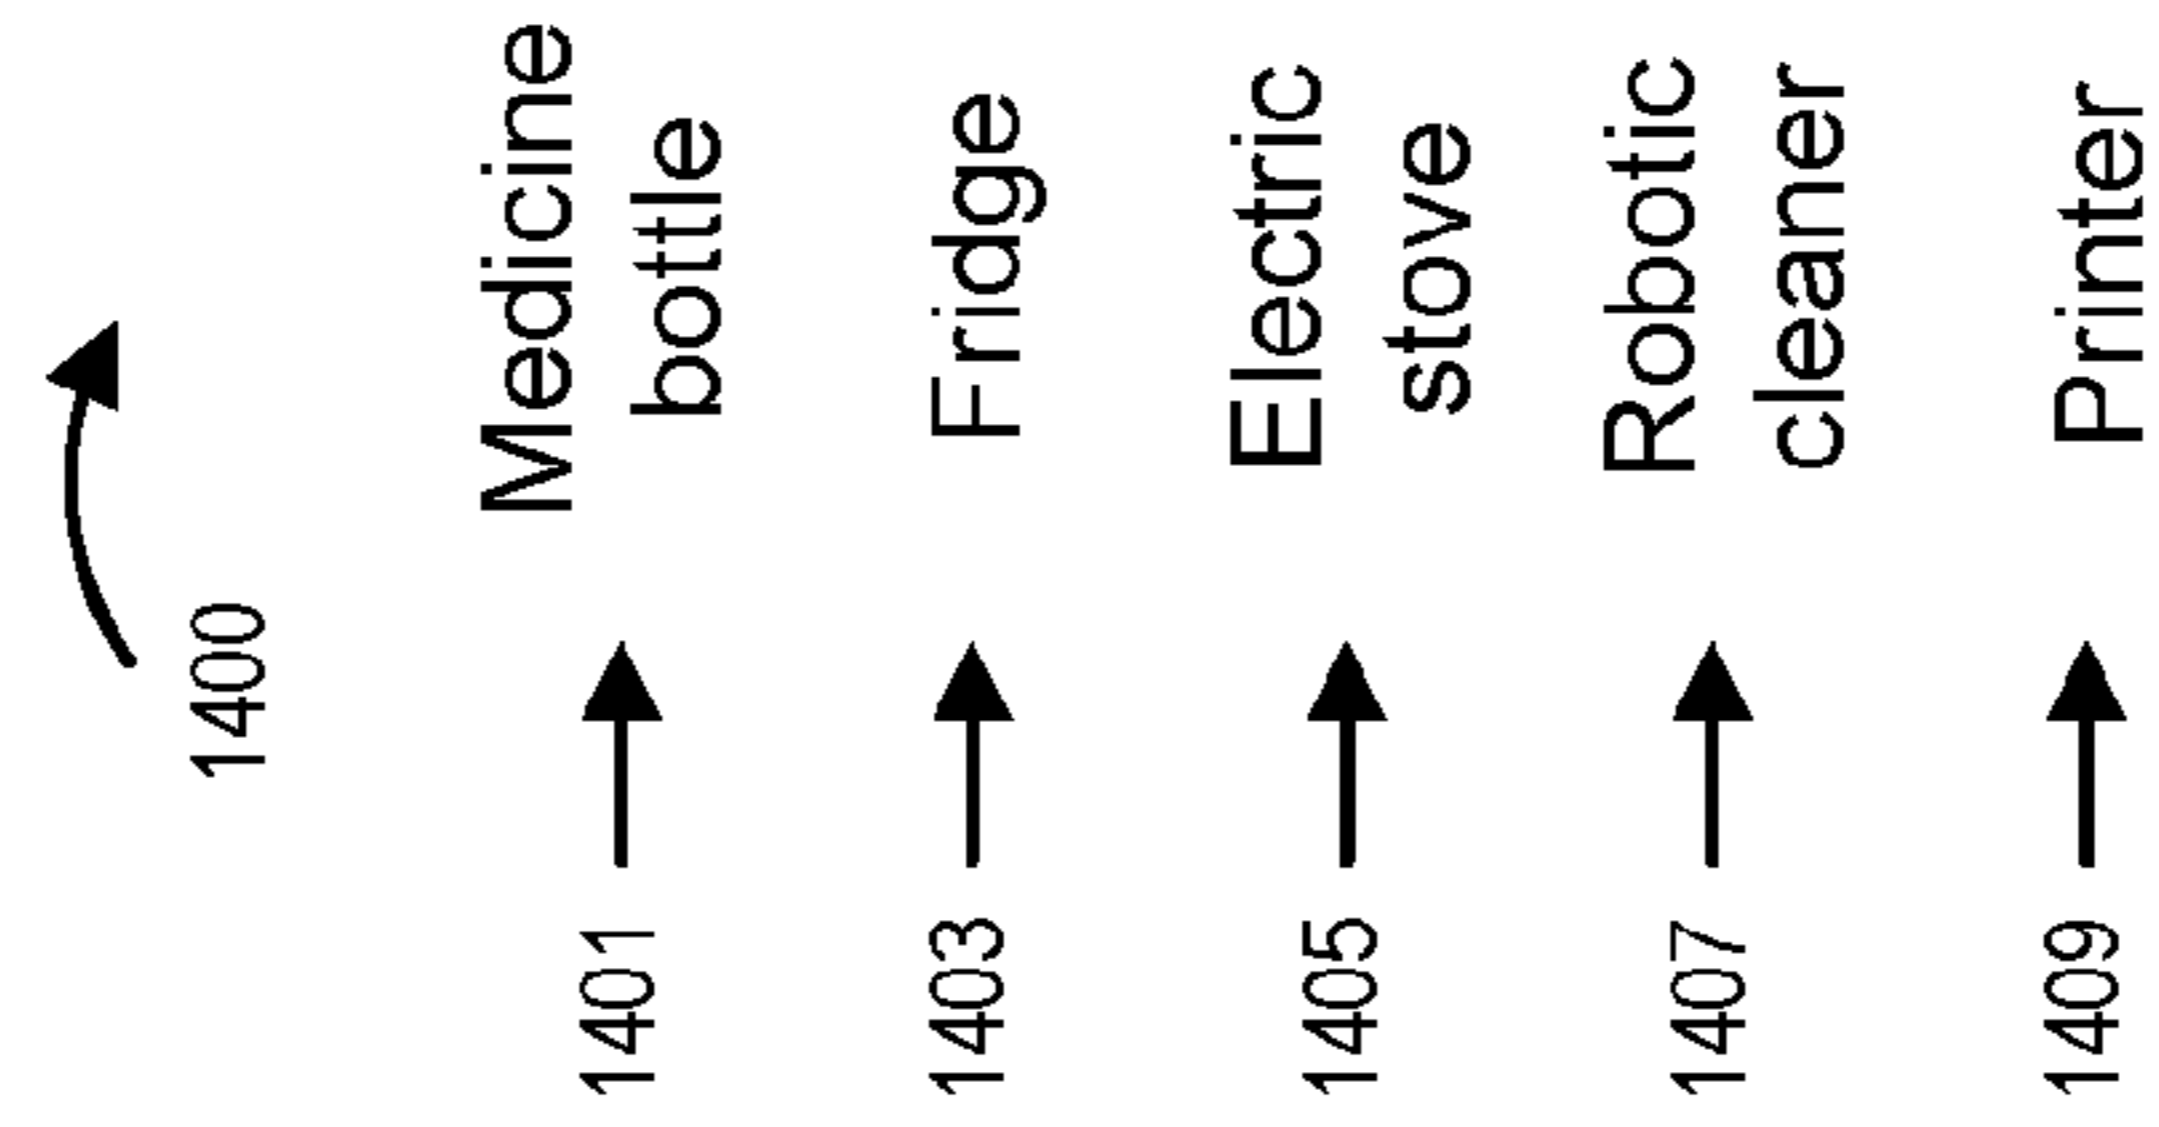 1400
1401
Medicine
bottle
1403
Fridge
1405
Electric
stove
1407
Robotic
cleaner
1409
Printer